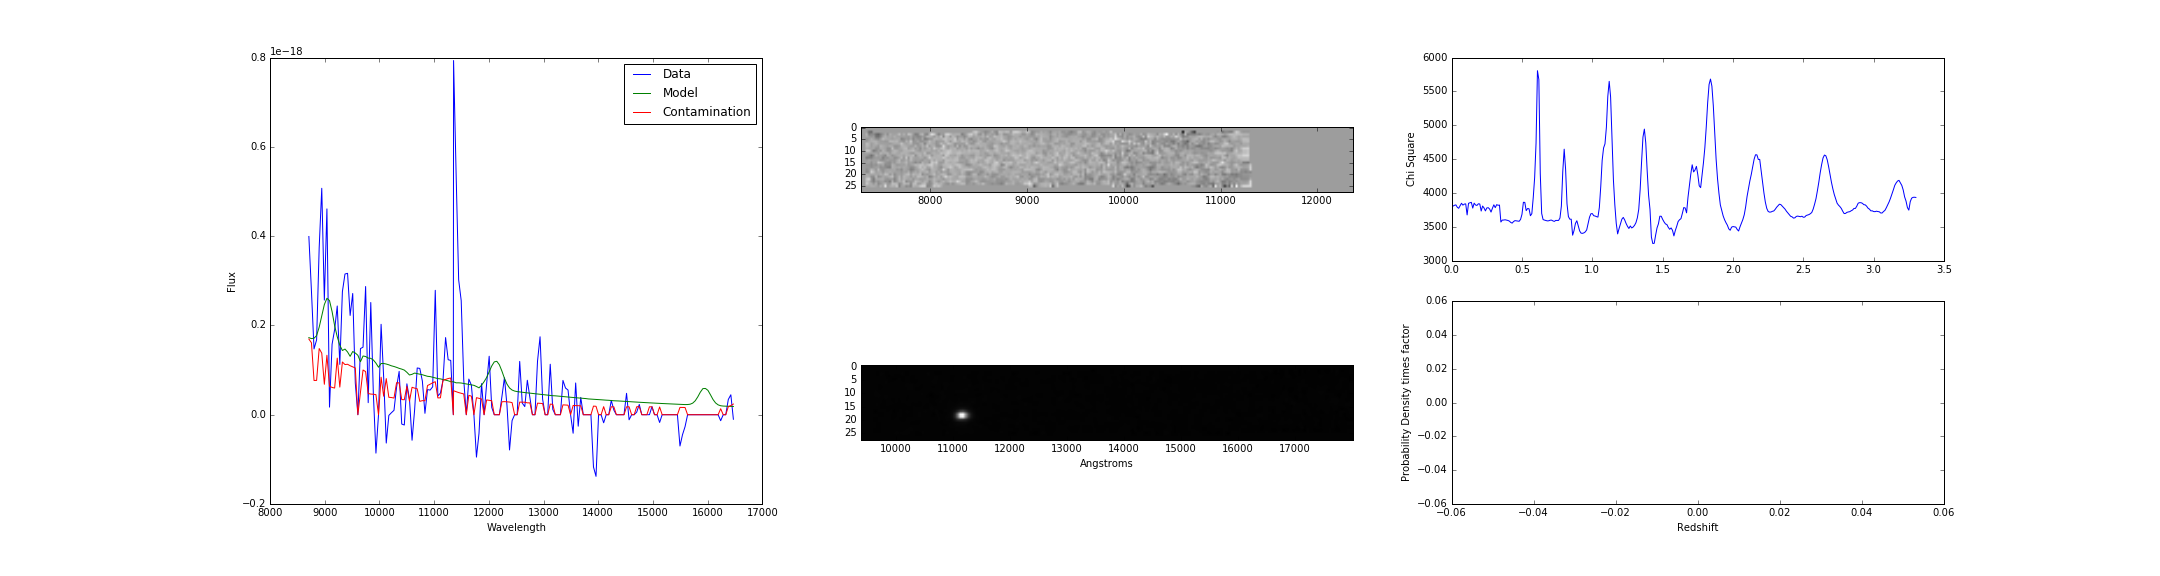 1e−18
0.8
0.6
0.4
0.2
0.0
−0.2
Flux
Data
Model
Contamination
8000 9000 10000 11000 12000 13000 14000 15000 16000 17000
Wavelength
0
5
10
15
20
25
8000 9000 10000 11000 12000
0
5
10
15
20
25
10000 11000 12000 13000 14000 15000 16000 17000
Angstroms
6000
5500
5000
4500
4000
3500
3000
Chi Square
0.0 0.5 1.0 1.5 2.0 2.5 3.0 3.5
0.06
0.04
0.02
0.00
−0.02
−0.04
−0.06
Probability Density times factor
−0.06 −0.04 −0.02 0.00 0.02 0.04 0.06
Redshift